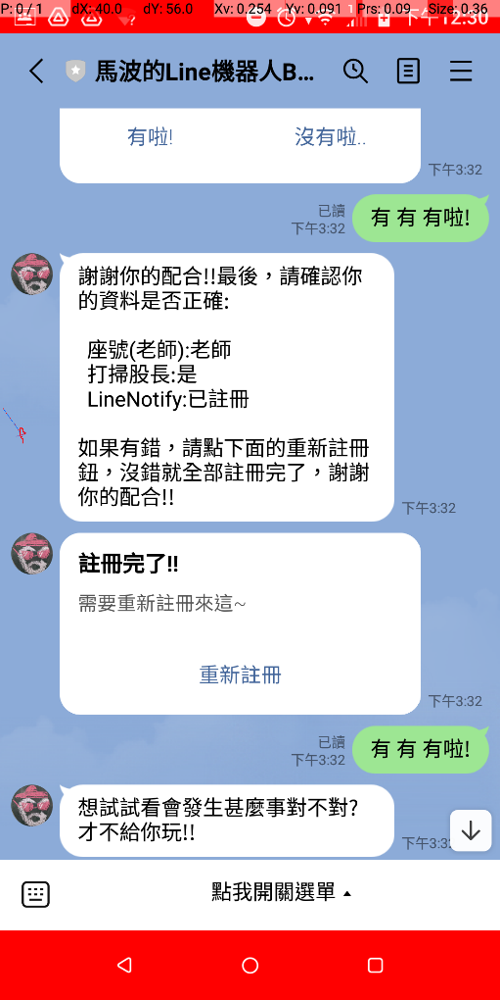 P: 0 / 1 dX: 40.0 dY: 56.0 Xv: 0.254 Yv: 0.091 Prs: 0.09 Size: 0.36
下午12:30
馬波的Line機器人B...
有啦! 沒有啦..
下午3:32
已讀
下午3:32
有 有 有啦!
謝謝你的配合!!最後，請確認你
的資料是否正確:
座號(老師):老師
打掃股長:是
LineNotify:已註冊
如果有錯，請點下面的重新註冊
鈕，沒錯就全部註冊完了，謝謝
你的配合!!
下午3:32
註冊完了!!
需要重新註冊來這~
重新註冊
下午3:32
已讀
下午3:32
有 有 有啦!
想試試看會發生甚麼事對不對?
才不給你玩!!
下午3:32
點我開關選單